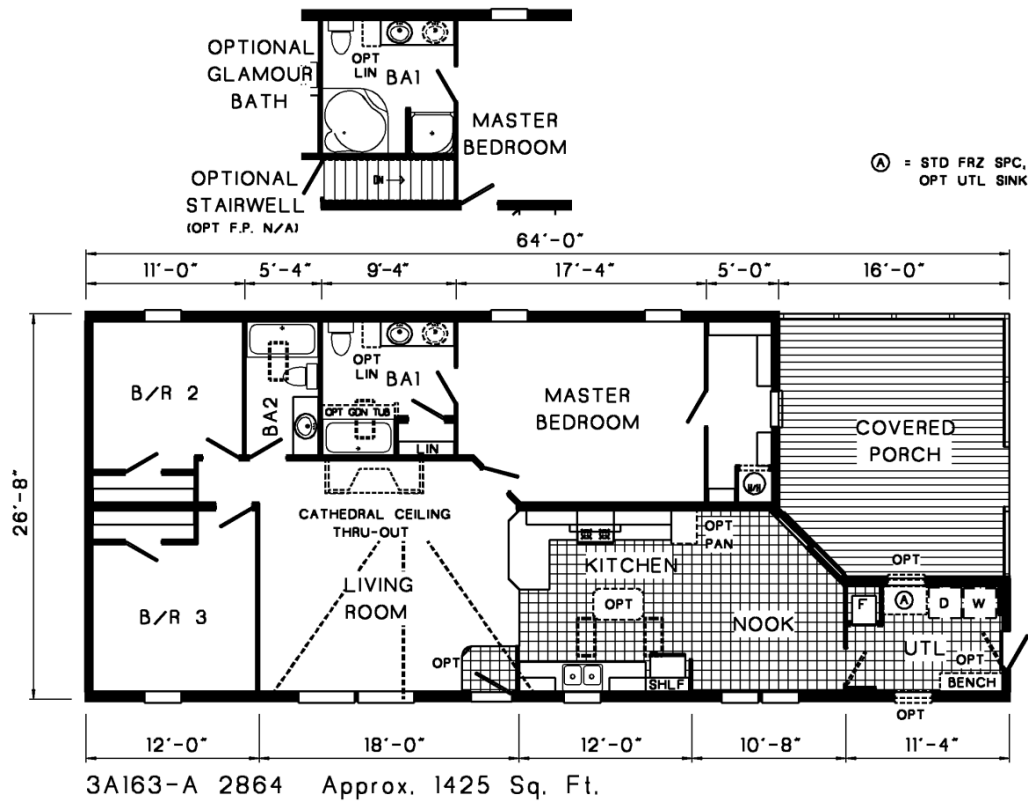 OPTIONAL
GLAMOUR
BATH
OPT
LIN
BA1
MASTER
BEDROOM
OPTIONAL
STAIRWELL
(OPT F.P. N/A)
DN
Ⓐ = STD FRZ SPC,
OPT UTL SINK
64'-0"
11'-0" 5'-4" 9'-4" 17'-4" 5'-0" 16'-0"
26'-8"
B/R 2
BA2
OPT
LIN
BA1
OPT GDN TUB
LIN
MASTER
BEDROOM
COVERED
PORCH
CATHEDRAL CEILING
THRU-OUT
LIVING
ROOM
OPT
B/R 3
KITCHEN
OPT
PAN
OPT
NOOK
SHLF
OPT
F Ⓐ D W
UTL
OPT
BENCH
OPT
12'-0" 18'-0" 12'-0" 10'-8" 11'-4"
3A163-A 2864 Approx. 1425 Sq. Ft.